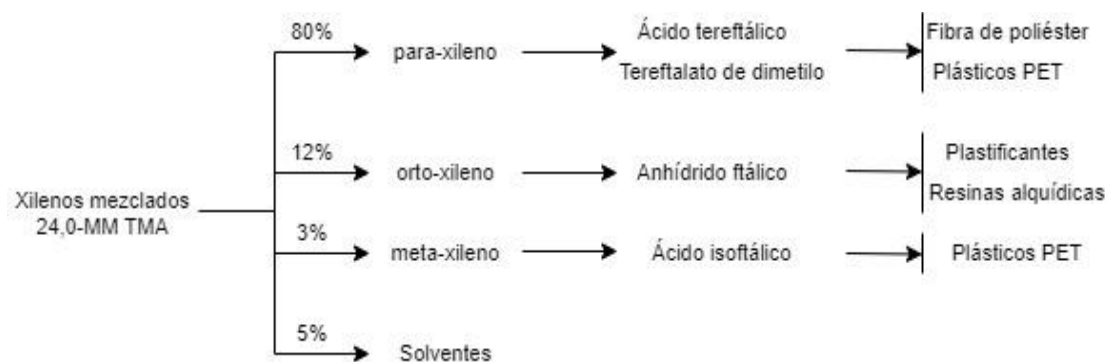 80%
para-xileno
Ácido tereftálico
Tereftalato de dimetilo
Fibra de poliéster
Plásticos PET
12%
orto-xileno
Anhídrido ftálico
Plastificantes
Resinas alquídicas
Xilenos mezclados
24,0-MM TMA
3%
meta-xileno
Ácido isoftálico
Plásticos PET
5%
Solventes